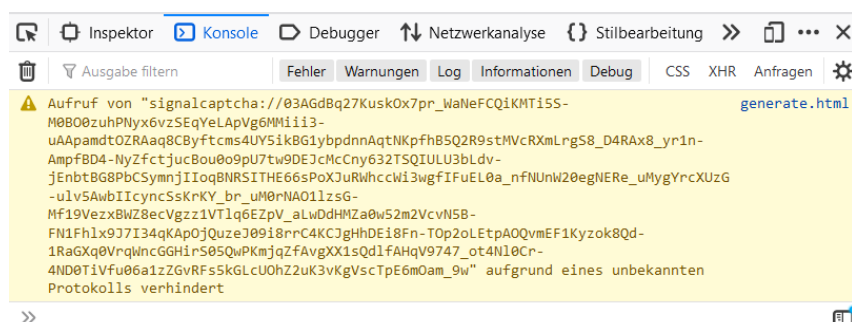 Inspektor Konsole Debugger Netzwerkanalyse Stilbearbeitung
Ausgabe filtern Fehler Warnungen Log Informationen Debug CSS XHR Anfragen
Aufruf von "signalcaptcha://03AGdBq27KuskOx7pr_WaNeFCQiKMTi5S- generate.html
M0BO0zuhPNyx6vzSEqYeLApVg6MMiii3-
uAApamdtOZRAaq8CByftcms4UY5ikBG1ybpdnnAqtNKpfhB5Q2R9stMVcRXmLrgS8_D4RAx8_yr1n-
AmpfBD4-NyZfctjucBou0o9pU7tw9DEJcMcCny632TSQIULU3bLdv-
jEnbtBG8PbCSymnjIIoqBNRSITHE66sPoXJuRWhccWi3wgfIFuEL0a_nfNUnW20egNERe_uMygYrcXUzG
-ulv5AwbIIcyncSsKrKY_br_uM0rNAO1lzsG-
Mf19VezxBWZ8ecVgzz1VTlq6EZpV_aLwDdHMZa0w52m2VcvN5B-
FN1Fhlx9J7I34qKApOjQuzeJ09i8rrC4KCJgHhDEi8Fn-TOp2oLEtpAOQvmEF1Kyzok8Qd-
1RaGXq0VrqWncGGHirS05QwPKmjqZfAvgXX1sQdlfAHqV9747_ot4Nl0Cr-
4ND0TiVfu06a1zZGvRFs5kGLcUOhZ2uK3vKgVscTpE6mOam_9w" aufgrund eines unbekannten
Protokolls verhindert